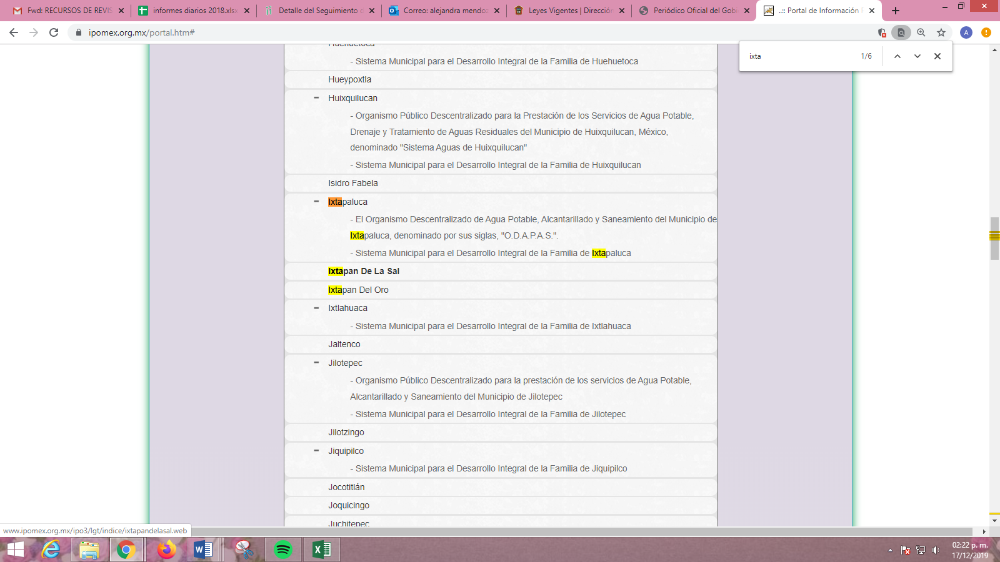 Fwd: RECURSOS DE REVIS
informes diarios 2018.xlsx
Detalle del Seguimiento d
Correo: alejandra mendoz
Leyes Vigentes | Dirección
Periódico Oficial del Gobi
..:: Portal de Información P
ipomex.org.mx/portal.htm#
A
ixta
1/6
Huehuetoca
- Sistema Municipal para el Desarrollo Integral de la Familia de Huehuetoca
Hueypoxtla
Huixquilucan
- Organismo Público Descentralizado para la Prestación de los Servicios de Agua Potable,
Drenaje y Tratamiento de Aguas Residuales del Municipio de Huixquilucan, México,
denominado "Sistema Aguas de Huixquilucan"
- Sistema Municipal para el Desarrollo Integral de la Familia de Huixquilucan
Isidro Fabela
Ixtapaluca
- El Organismo Descentralizado de Agua Potable, Alcantarillado y Saneamiento del Municipio de
Ixtapaluca, denominado por sus siglas, "O.D.A.P.A.S.".
- Sistema Municipal para el Desarrollo Integral de la Familia de Ixtapaluca
Ixtapan De La Sal
Ixtapan Del Oro
Ixtlahuaca
- Sistema Municipal para el Desarrollo Integral de la Familia de Ixtlahuaca
Jaltenco
Jilotepec
- Organismo Público Descentralizado para la prestación de los servicios de Agua Potable,
Alcantarillado y Saneamiento del Municipio de Jilotepec
- Sistema Municipal para el Desarrollo Integral de la Familia de Jilotepec
Jilotzingo
Jiquipilco
- Sistema Municipal para el Desarrollo Integral de la Familia de Jiquipilco
Jocotitlán
Joquicingo
Juchitepec
www.ipomex.org.mx/ipo3/lgt/indice/ixtapandelasal.web
02:22 p. m.
17/12/2019